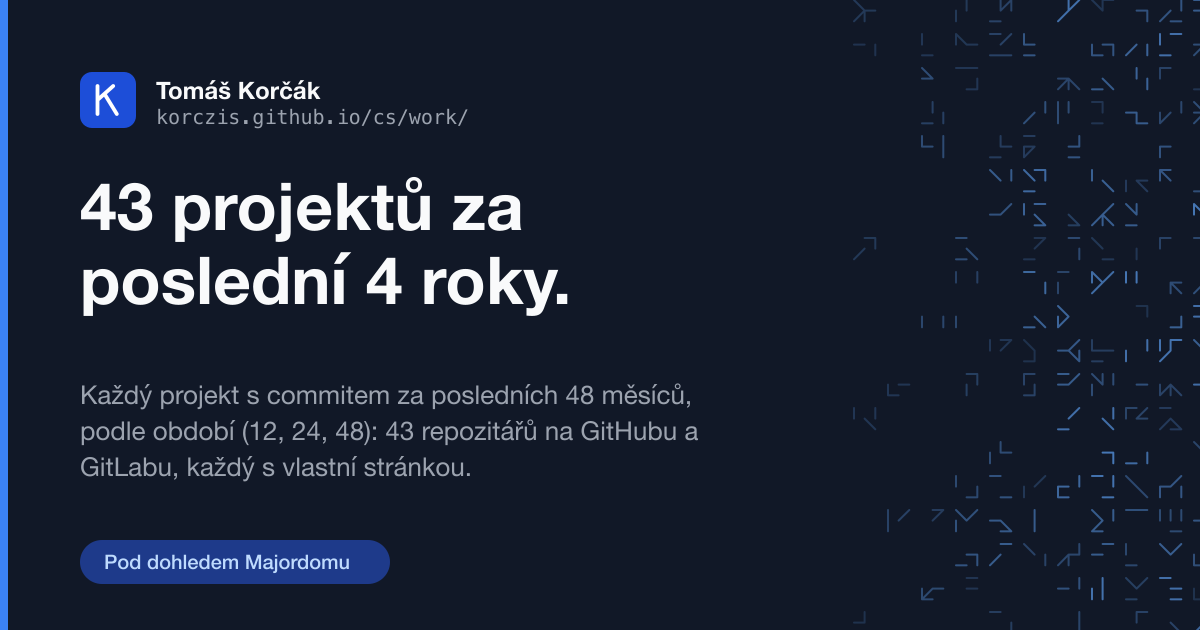 Tomáš Korčák
korczis.github.io/cs/work/
43 projektů za
poslední 4 roky.
Každý projekt s commitem za posledních 48 měsíců,
podle období (12, 24, 48): 43 repozitářů na GitHubu a
GitLabu, každý s vlastní stránkou.
Pod dohledem Majordomu